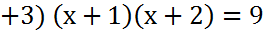 +3) (x + 1)(x + 2) = 9